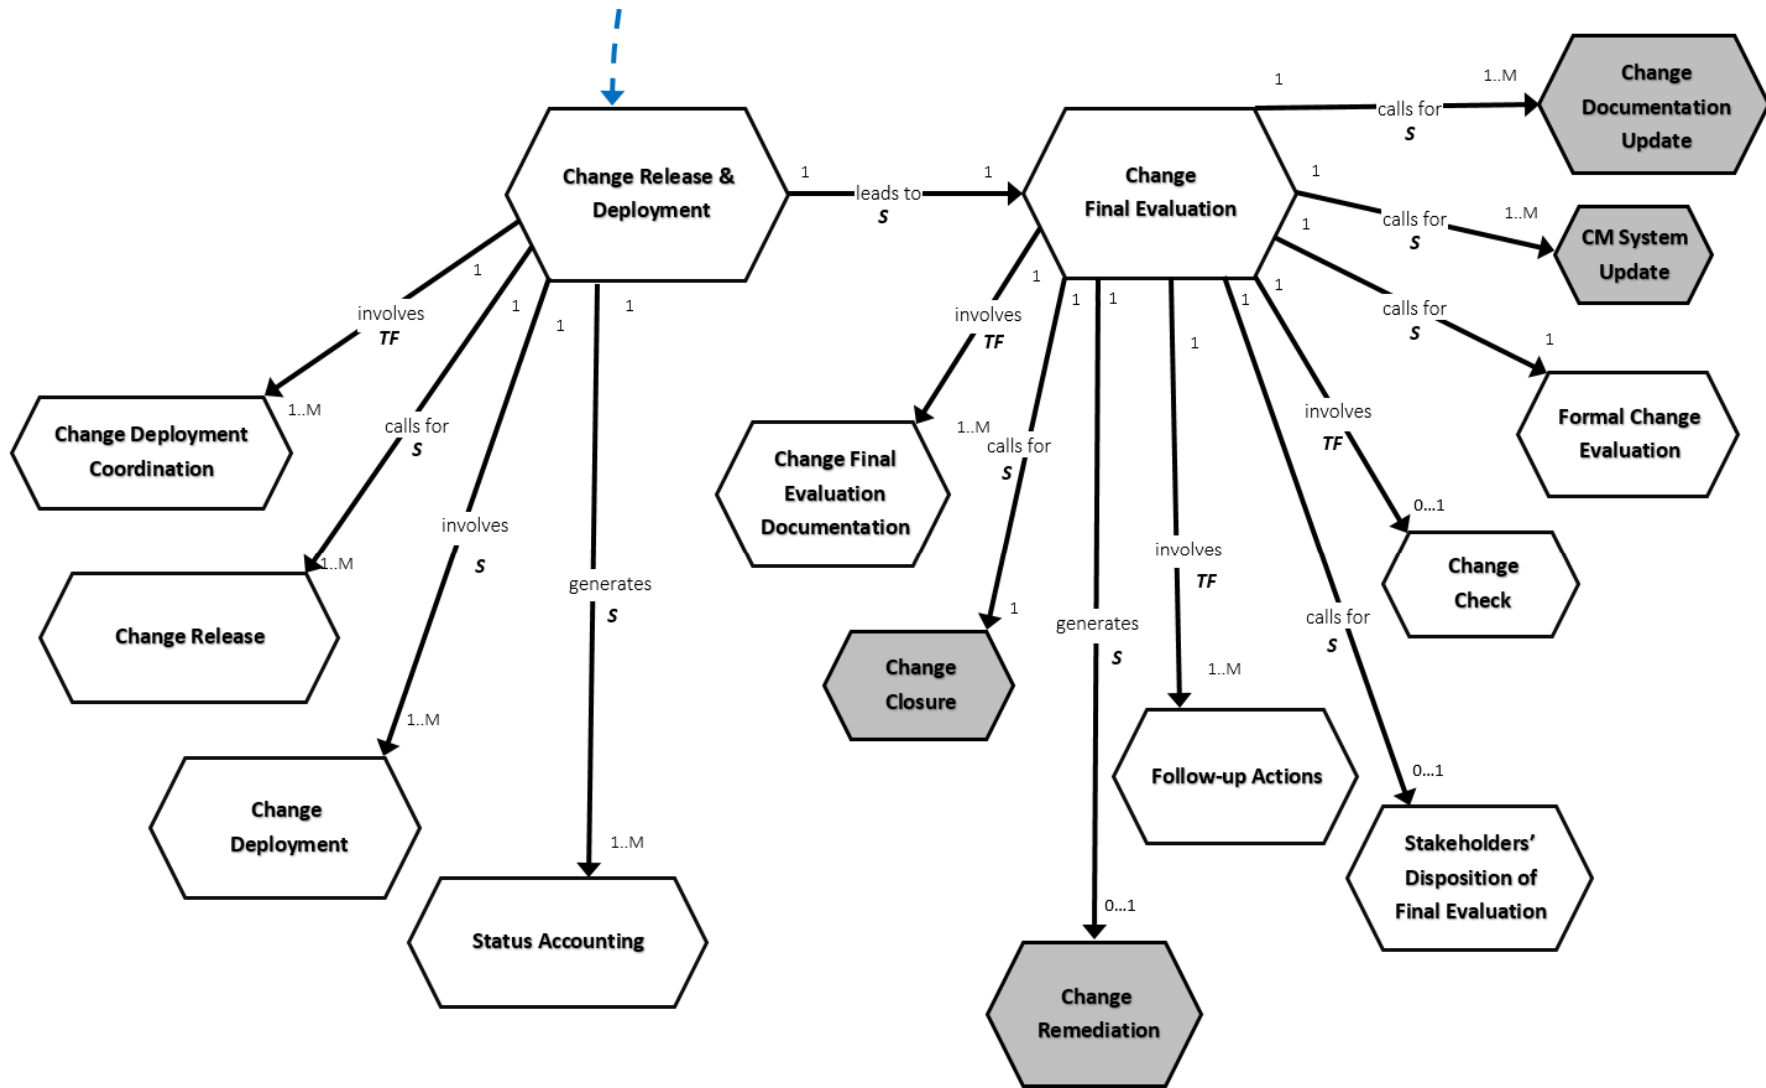 Change
Documentation
Update
1
1..M
calls for
S
Change Release &
Deployment
1
leads to
S
1
Change
Final Evaluation
1
calls for
S
1..M
CM System
Update
1
calls for
S
1
Formal Change
Evaluation
1
involves
TF
1..M
Change Deployment
Coordination
1
calls for
S
1..M
Change Release
1
involves
S
1..M
Change
Deployment
1
generates
S
1..M
Status Accounting
1
involves
TF
1..M
Change Final
Evaluation
Documentation
1
calls for
S
1
Change
Closure
1
generates
S
0...1
Change
Remediation
1
involves
TF
1..M
Follow-up Actions
1
calls for
S
0...1
Stakeholders’
Disposition of
Final Evaluation
1
involves
TF
0...1
Change
Check